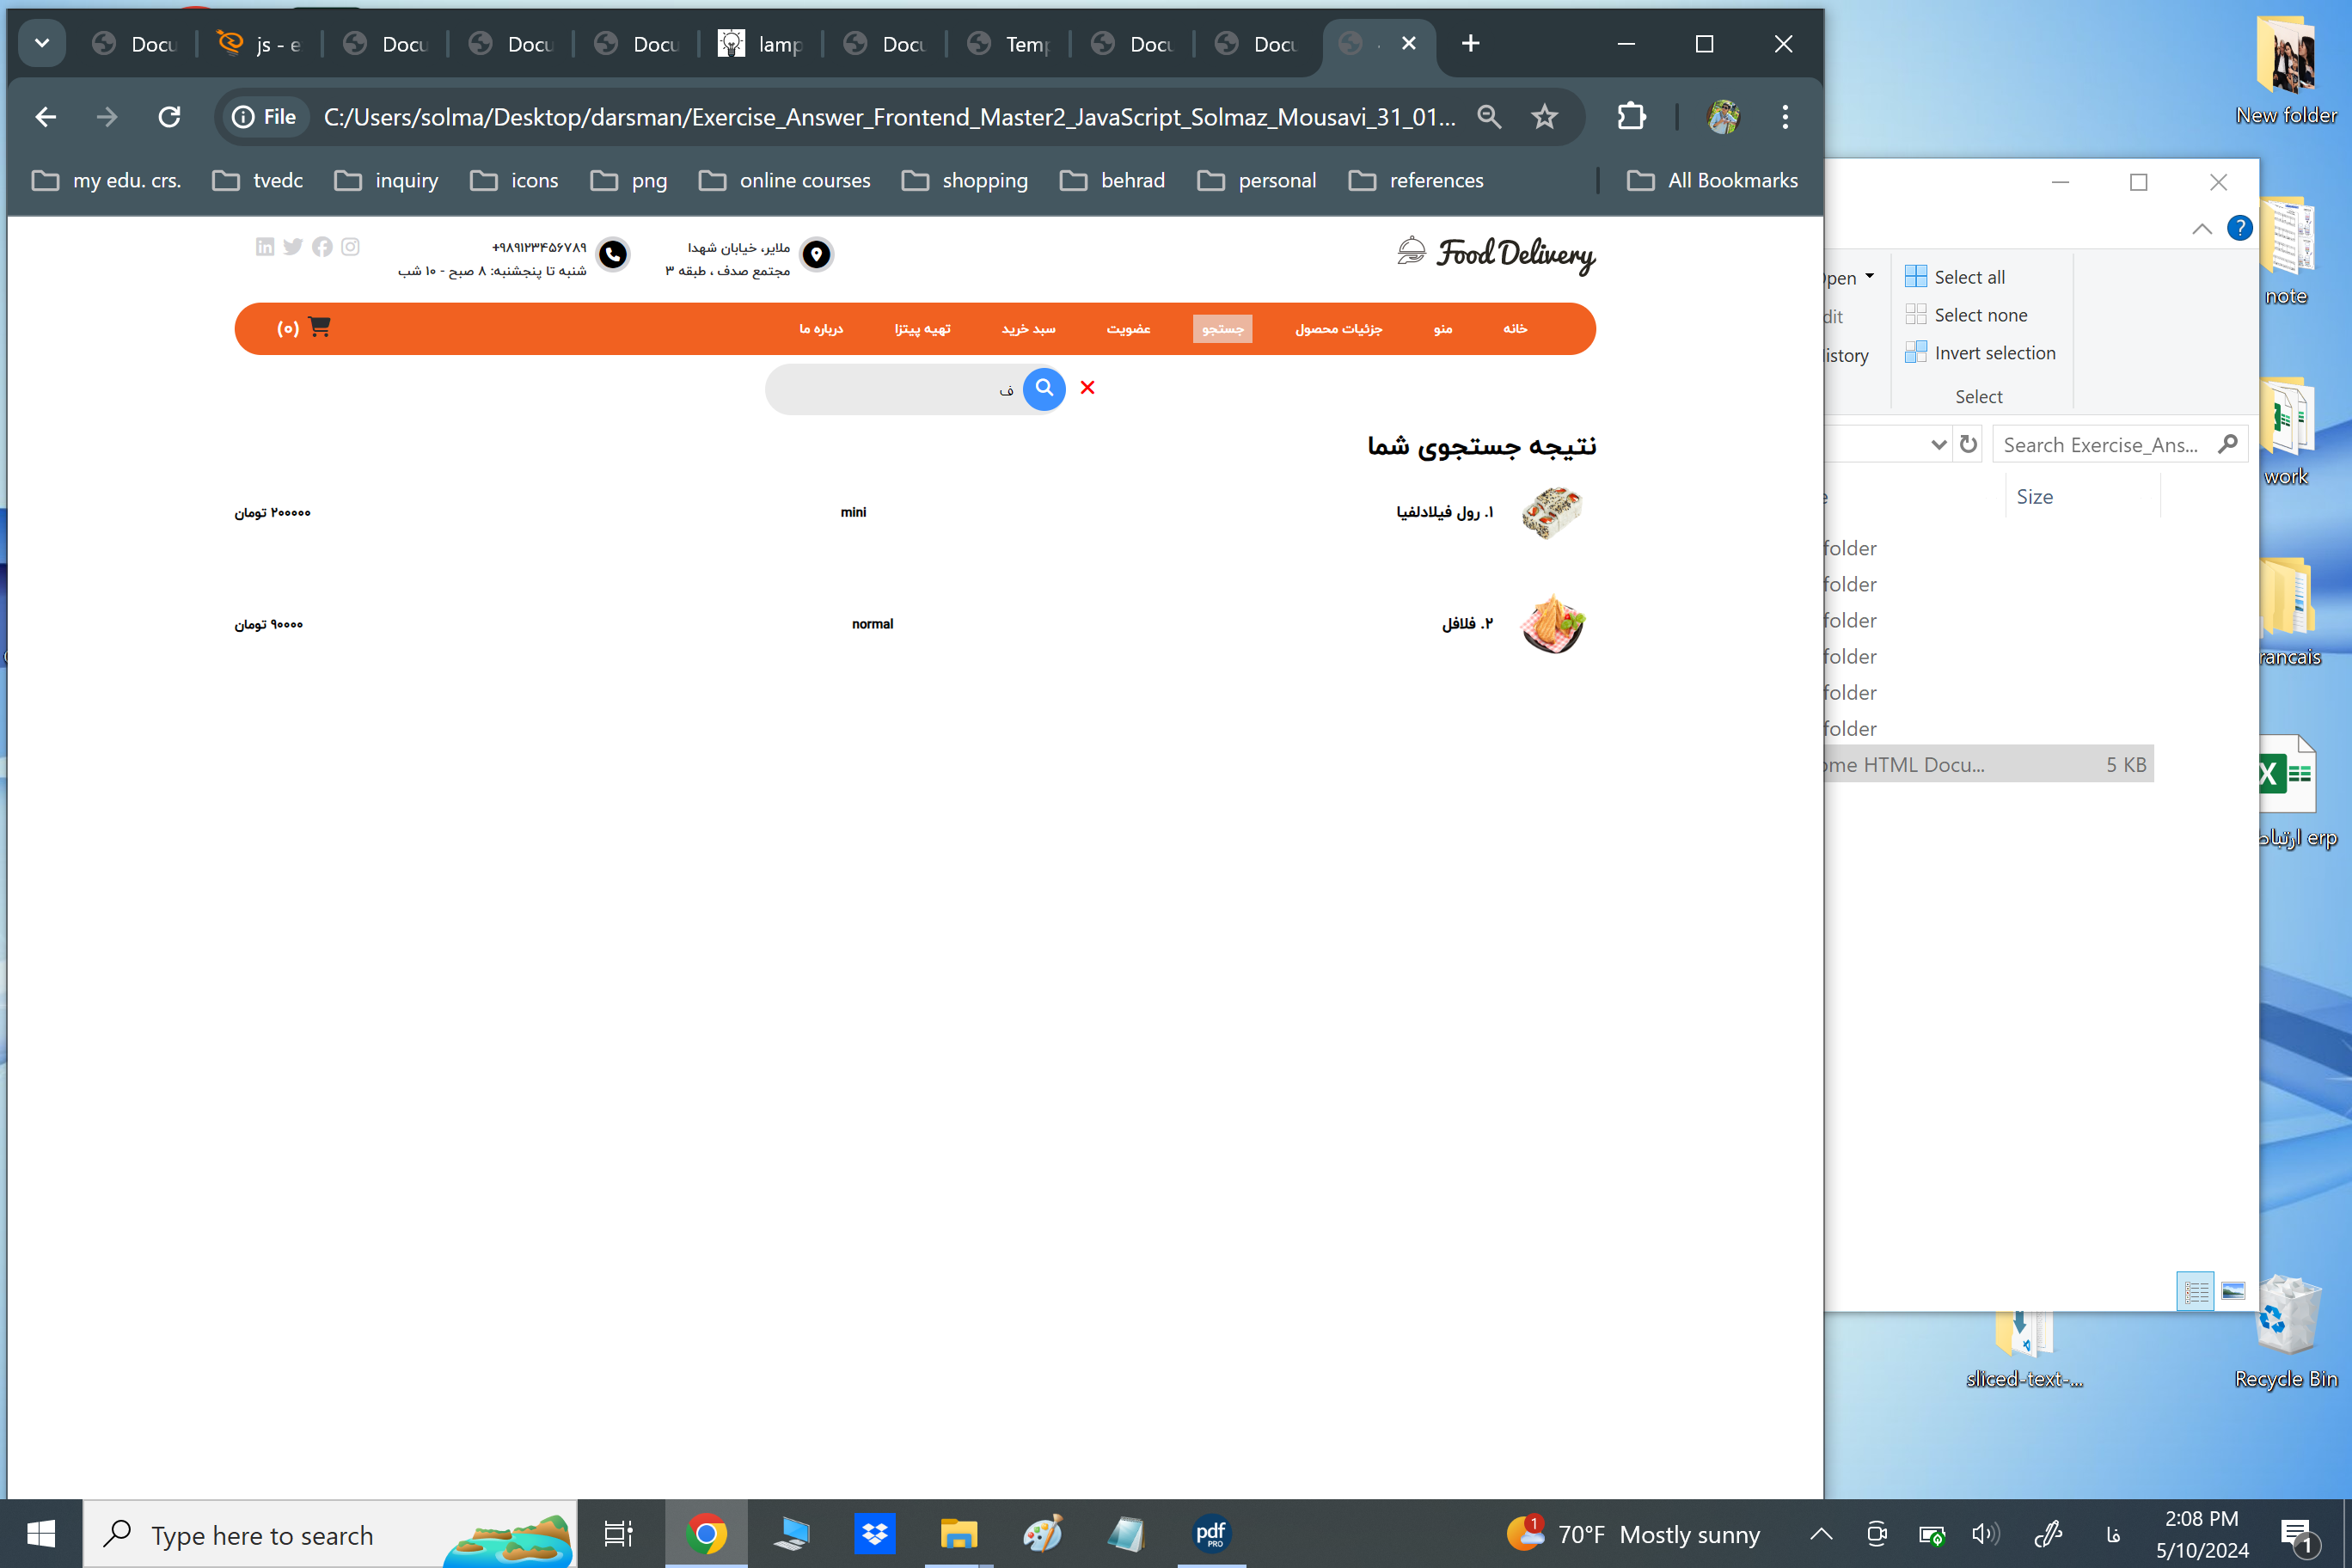 Docu
js - e
Docu
Docu
Docu
lamp
Docu
Temp
Docu
Docu
File
C:/Users/solma/Desktop/darsman/Exercise_Answer_Frontend_Master2_JavaScript_Solmaz_Mousavi_31_01...
my edu. crs.
tvedc
inquiry
icons
png
online courses
shopping
behrad
personal
references
All Bookmarks
Food Delivery
ملایر، خیابان شهدا
مجتمع صدف ، طبقه ۳
+۹۸۹۱۲۳۴۵۶۷۸۹
شنبه تا پنجشنبه: ۸ صبح - ۱۰ شب
خانه
منو
جزئیات محصول
جستجو
عضویت
سبد خرید
تهیه پیتزا
درباره ما
(۰)
ف
نتیجه جستجوی شما
۱. رول فیلادلفیا
mini
۲۰۰۰۰۰ تومان
۲. فلافل
normal
۹۰۰۰۰ تومان
pen
dit
istory
Select all
Select none
Invert selection
Select
Search Exercise_Ans...
e
Size
folder
folder
folder
folder
folder
folder
ome HTML Docu...
5 KB
New folder
note
work
rancais
ارتباط erp
sliced-text-...
Recycle Bin
Type here to search
pdf
PRO
1
70°F Mostly sunny
فا
2:08 PM
5/10/2024
1